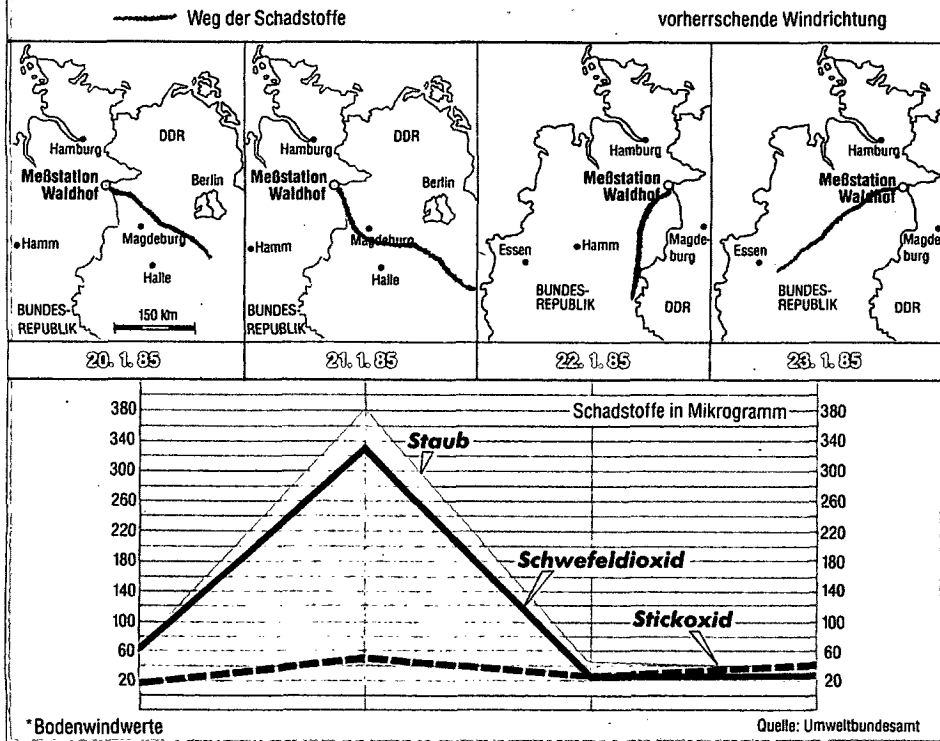 Weg der Schadstoffe
vorherrschende Windrichtung
DDR
Hamburg
Meßstation
Waldhof
Berlin
Hamm
Magdeburg
Halle
BUNDES-
REPUBLIK
150 Km
DDR
Hamburg
Meßstation
Waldhof
Berlin
Hamm
Magdeburg
Halle
BUNDES-
REPUBLIK
Hamburg
Meßstation
Waldhof
Essen
Hamm
Magde-
burg
BUNDES-
REPUBLIK
DDR
Hamburg
Meßstation
Waldhof
Essen
Magde-
burg
BUNDES-
REPUBLIK
DDR
20.1.85
21.1.85
22.1.85
23.1.85
Schadstoffe in Mikrogramm
380
340
300
260
220
180
140
100
60
20
Staub
Schwefeldioxid
Stickoxid
380
340
300
260
220
180
140
100
60
20
*Bodenwindwerte
Quelle: Umweltbundesamt